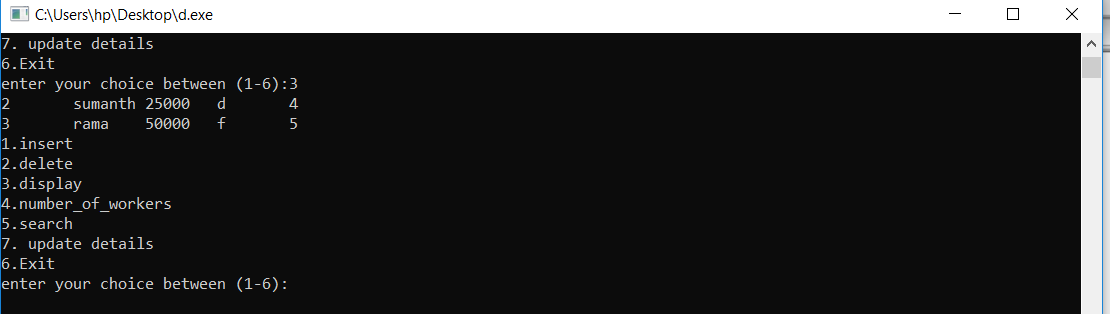 C:\Users\hp\Desktop\d.exe
7. update details
6.Exit
enter your choice between (1-6):3
2       sumanth 25000   d       4
3       rama    50000   f       5
1.insert
2.delete
3.display
4.number_of_workers
5.search
7. update details
6.Exit
enter your choice between (1-6):